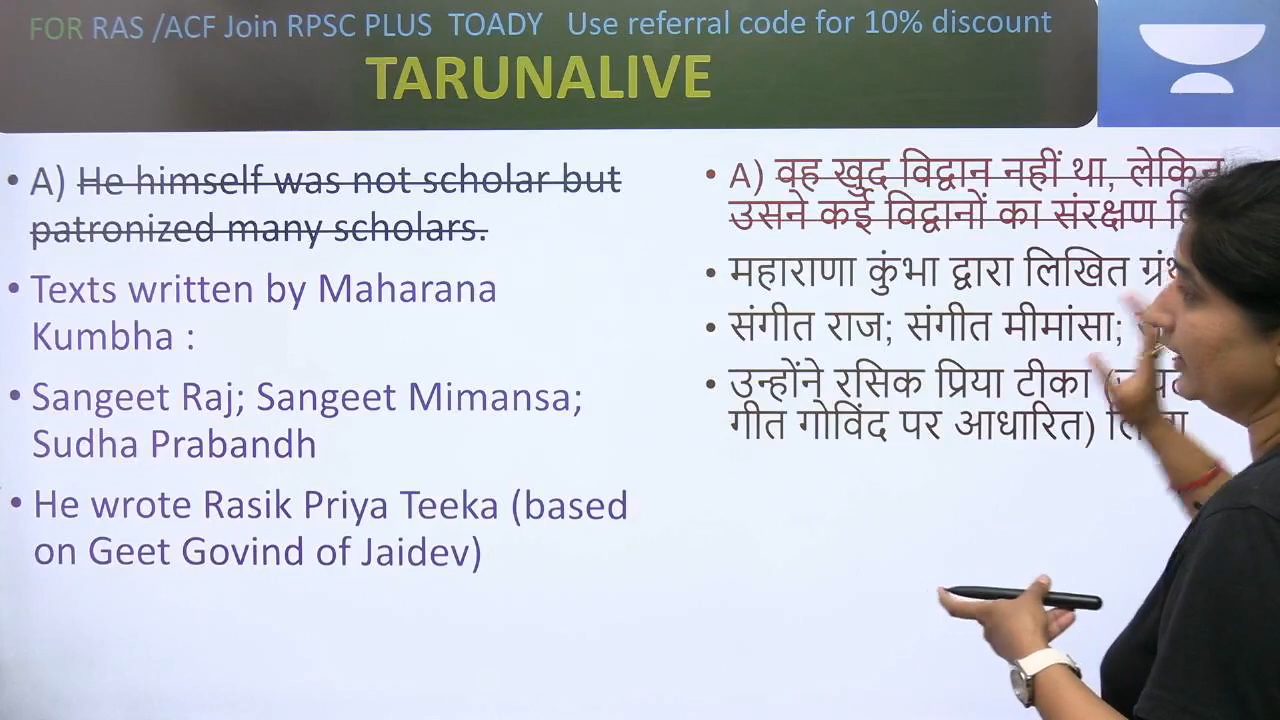 FOR RAS /ACF Join RPSC PLUS TOADY Use referral code for 10% discount
TARUNALIVE
• A) He himself was not scholar but
patronized many scholars.
• Texts written by Maharana
Kumbha :
• Sangeet Raj; Sangeet Mimansa;
Sudha Prabandh
• He wrote Rasik Priya Teeka (based
on Geet Govind of Jaidev)
• A) वह खुद विद्वान नहीं था, लेकिन
उसने कई विद्वानों का संरक्षण
• महाराणा कुंभा द्वारा लिखित
• संगीत राज; संगीत मीमांसा;
• उन्होंने रसिक प्रिया टीका
गीत गोविंद पर आधारित)